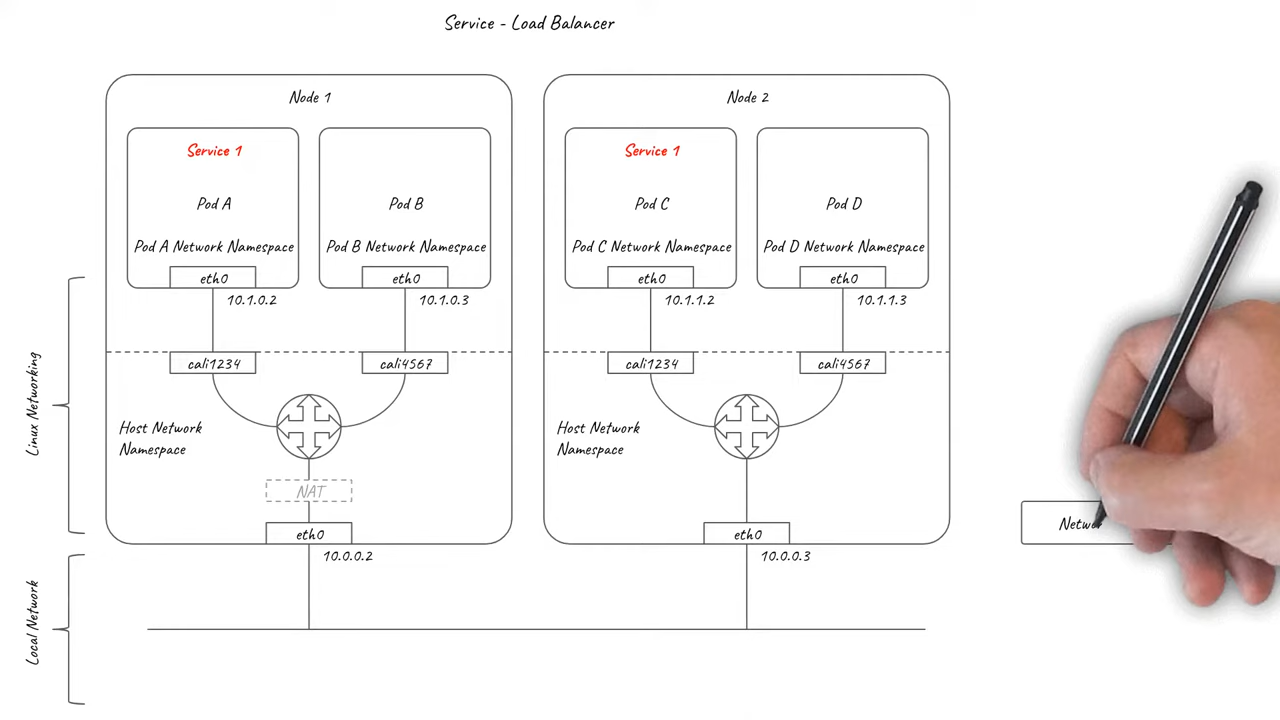 Service - Load Balancer
Node 1
Node 2
Service 1
Service 1
Pod A
Pod B
Pod C
Pod D
Pod A Network Namespace
Pod B Network Namespace
Pod C Network Namespace
Pod D Network Namespace
eth0
eth0
eth0
eth0
10.1.0.2
10.1.0.3
10.1.1.2
10.1.1.3
cali1234
cali4567
cali1234
cali4567
Linux Networking
Host Network
Namespace
Host Network
Namespace
NAT
eth0
eth0
10.0.0.2
10.0.0.3
Local Network